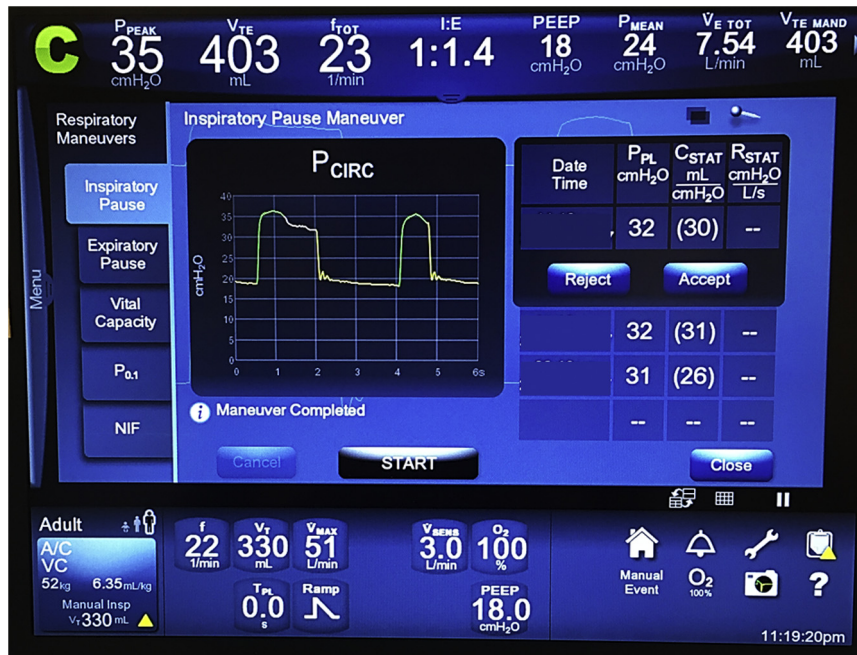 C
PPEAK 35 cmH2O
VTE 403 mL
fTOT 23 1/min
I:E 1:1.4
PEEP 18 cmH2O
PMEAN 24 cmH2O
V̇E TOT 7.54 L/min
VTE MAND 403 mL
Menu
Respiratory
Maneuvers
Inspiratory
Pause
Expiratory
Pause
Vital
Capacity
P0.1
NIF
Inspiratory Pause Maneuver
PCIRC
cmH2O
40
35
30
25
20
15
10
5
0
0 1 2 3 4 5 6s
Maneuver Completed
Cancel
START
Date
Time
PPL
cmH2O
CSTAT
mL
cmH2O
RSTAT
cmH2O
L/s
32 (30) --
Reject Accept
32 (31) --
31 (26) --
-- -- --
Close
Adult
A/C
VC
52kg 6.35mL/kg
Manual Insp
VT 330 mL
f 22 1/min
VT 330 mL
V̇MAX 51 L/min
V̇SENS 3.0 L/min
O2 100 %
TPL 0.0 s
Ramp
PEEP 18.0 cmH2O
Manual
Event
O2
100%
?
11:19:20pm